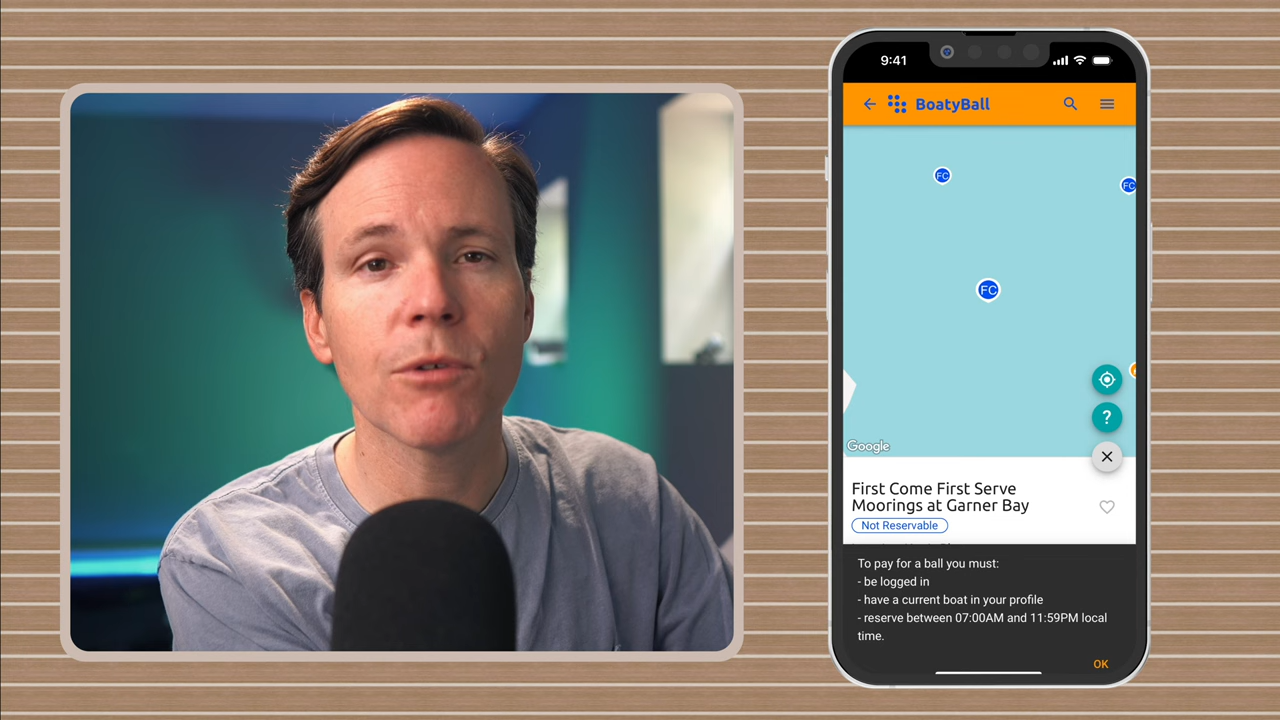 9:41
BoatyBall
FC
FC
FC
?
Google
First Come First Serve
Moorings at Garner Bay
Not Reservable
To pay for a ball you must:
- be logged in
- have a current boat in your profile
- reserve between 07:00AM and 11:59PM local
time.
OK